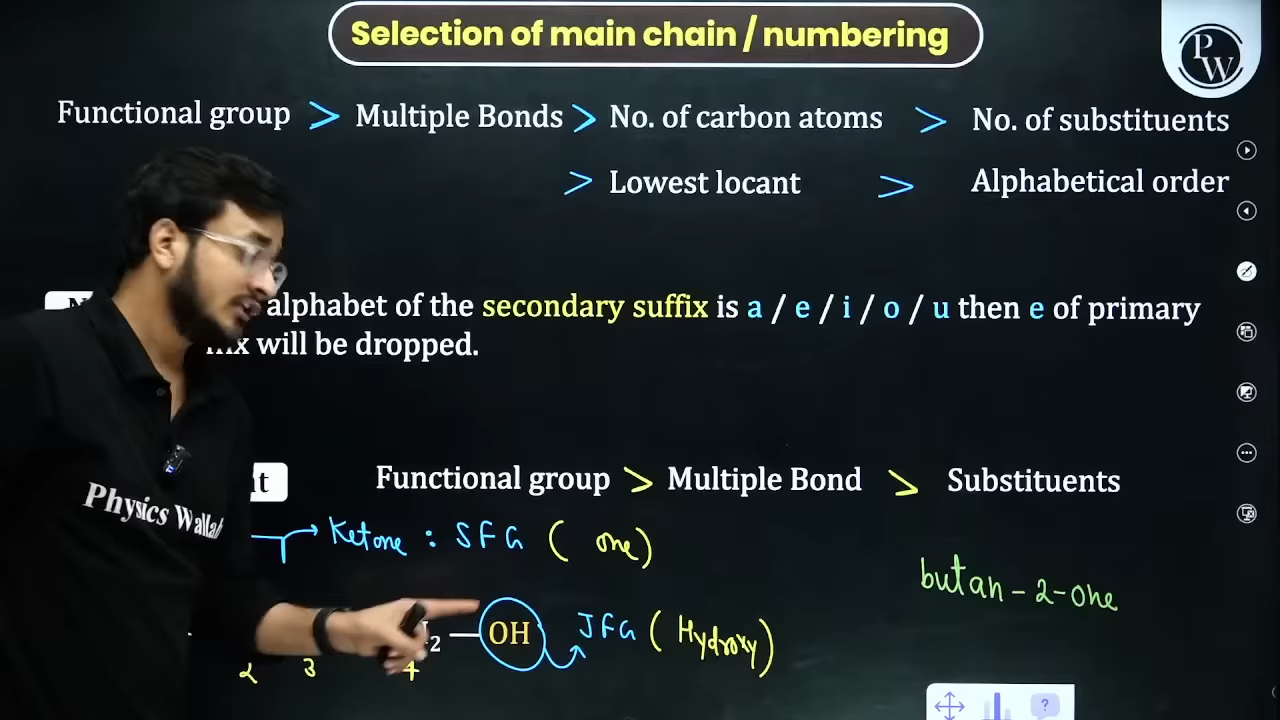 Selection of main chain / numbering
PW
Functional group > Multiple Bonds > No. of carbon atoms > No. of substituents
> Lowest locant > Alphabetical order
alphabet of the secondary suffix is a / e / i / o / u then e of primary
will be dropped.
Functional group > Multiple Bond > Substituents
Ketone : SFG ( one)
butan-2-one
2 — OH JFG ( Hydroxy)
2 3 4
Physics Wallah
?